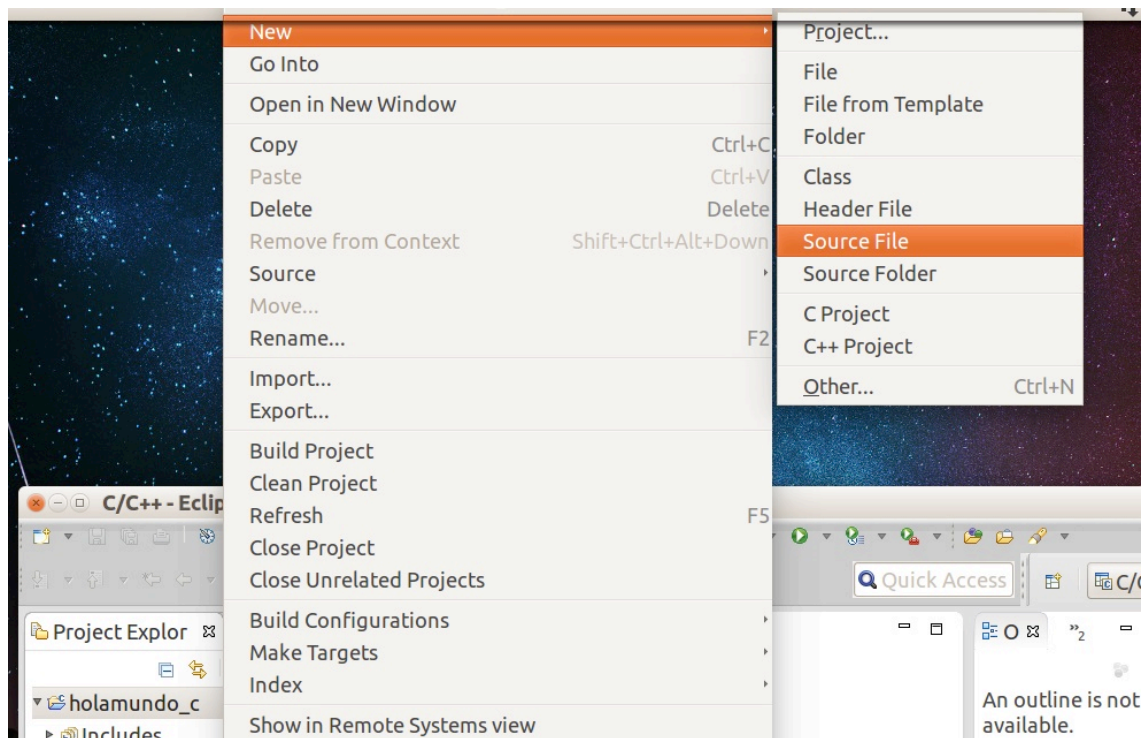 New
Go Into
Open in New Window
Copy Ctrl+C
Paste Ctrl+V
Delete Delete
Remove from Context Shift+Ctrl+Alt+Down
Source
Move...
Rename... F2
Import...
Export...
Build Project
Clean Project
Refresh F5
Close Project
Close Unrelated Projects
Build Configurations
Make Targets
Index
Show in Remote Systems view
Project...
File
File from Template
Folder
Class
Header File
Source File
Source Folder
C Project
C++ Project
Other... Ctrl+N
C/C++ - Eclip
Quick Access
C/C
Project Explor
holamundo_c
Includes
O
»2
An outline is not
available.